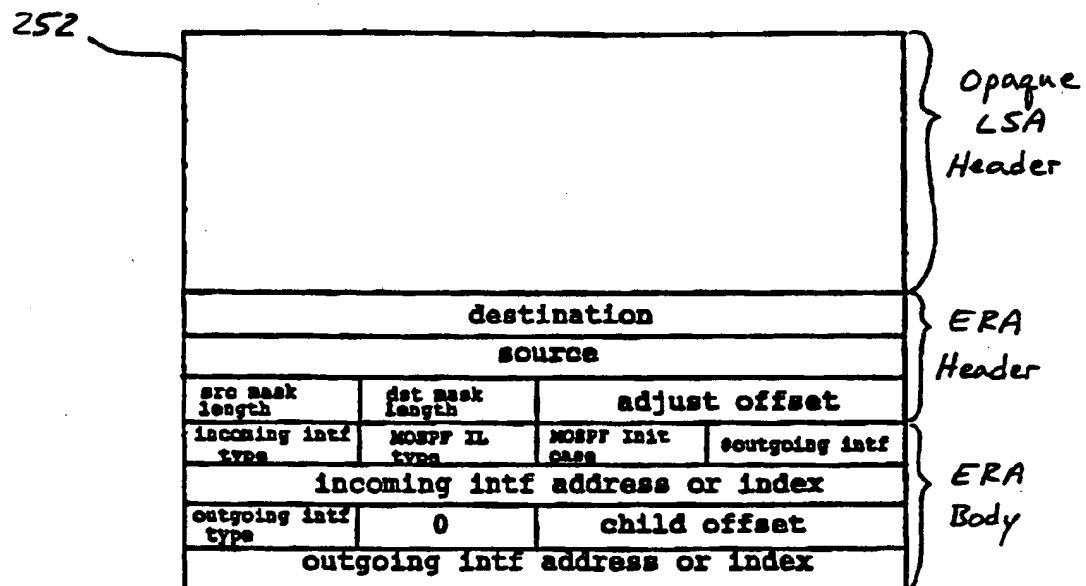 252
Opaque
LSA
Header
destination
source
ERA
Header
src mask
length
dst mask
length
adjust offset
incoming intf
type
MOSPF IL
type
MOSPF Init
case
#outgoing intf
incoming intf address or index
ERA
Body
outgoing intf
type
0
child offset
outgoing intf address or index